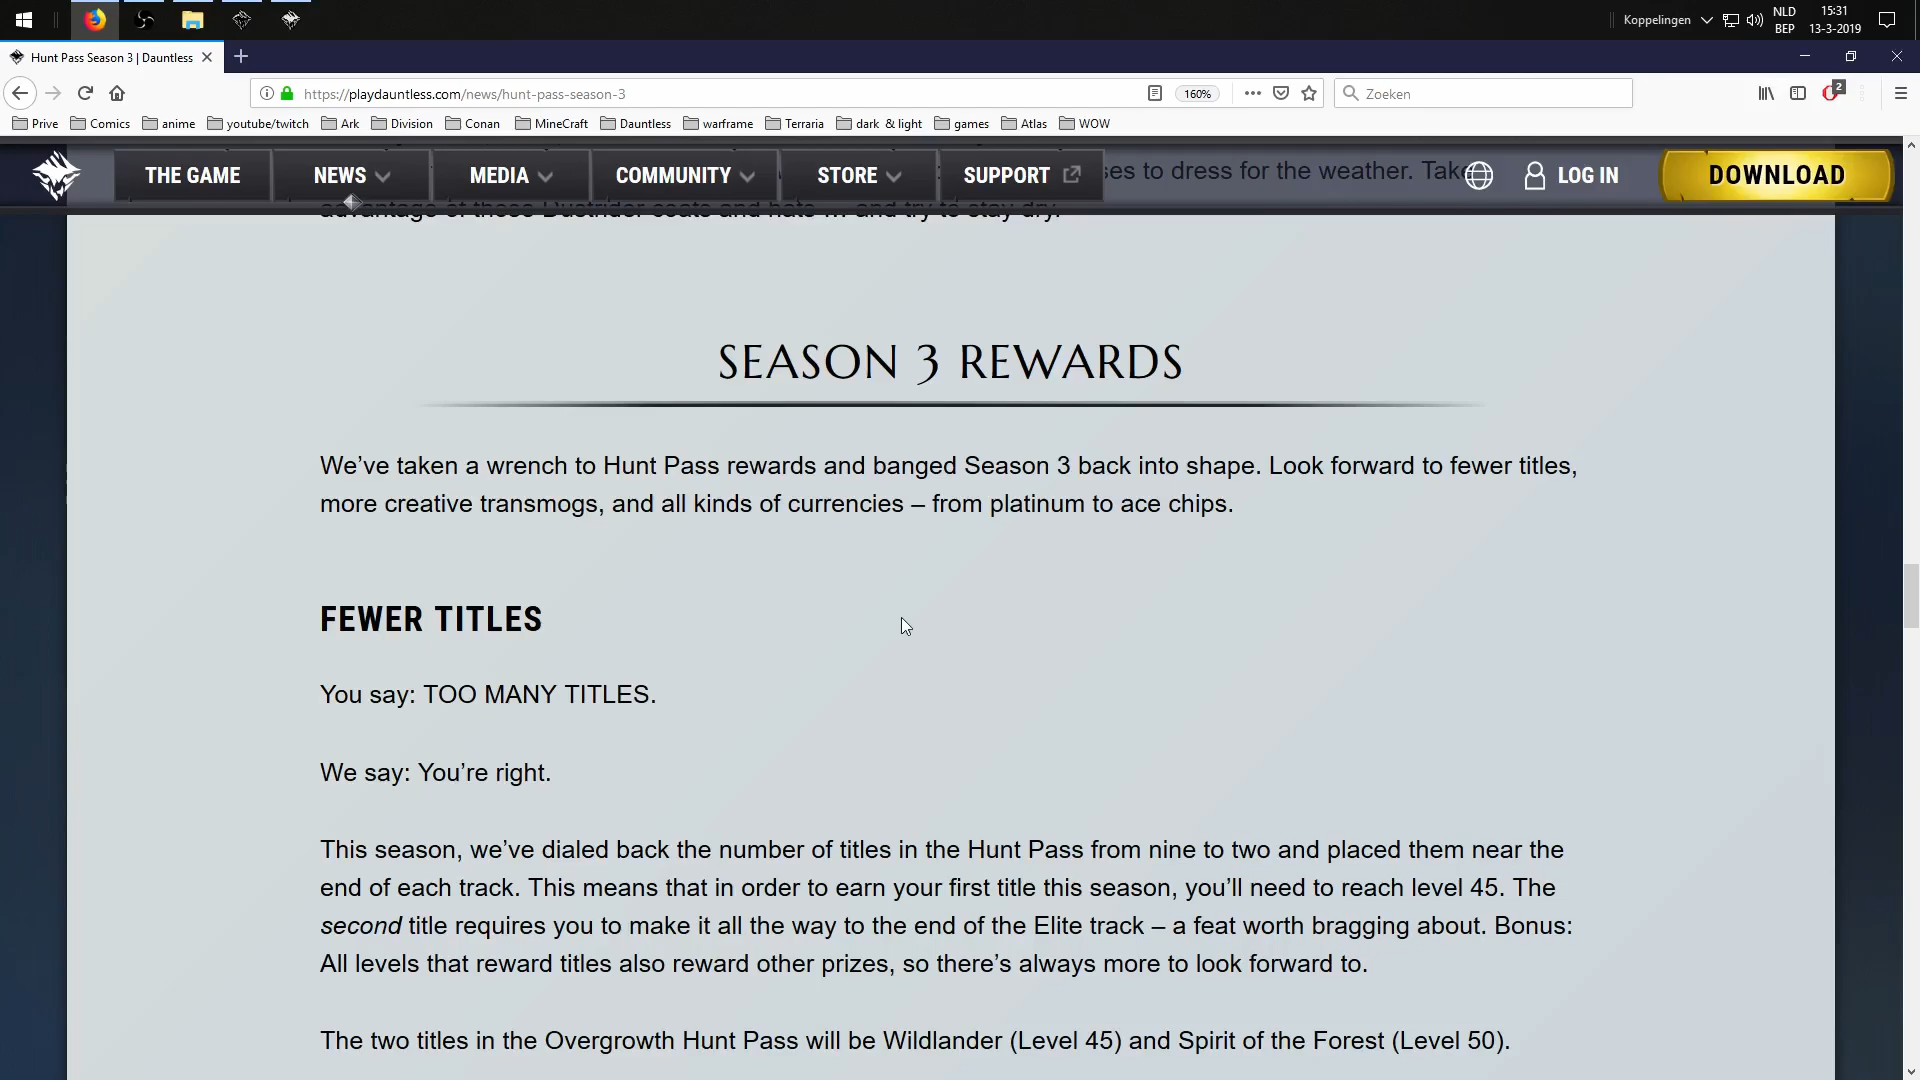 Koppelingen
NLD
BEP
15:31
13-3-2019
Hunt Pass Season 3 | Dauntless
https://playdauntless.com/news/hunt-pass-season-3
160%
Zoeken
2
Prive
Comics
anime
youtube/twitch
Ark
Division
Conan
MineCraft
Dauntless
warframe
Terraria
dark & light
games
Atlas
WOW
THE GAME
NEWS
MEDIA
COMMUNITY
STORE
SUPPORT
LOG IN
DOWNLOAD
ses to dress for the weather. Take
advantage of these Dustrider coats and hats ... and try to stay dry.
SEASON 3 REWARDS
We’ve taken a wrench to Hunt Pass rewards and banged Season 3 back into shape. Look forward to fewer titles,
more creative transmogs, and all kinds of currencies – from platinum to ace chips.
FEWER TITLES
You say: TOO MANY TITLES.
We say: You’re right.
This season, we’ve dialed back the number of titles in the Hunt Pass from nine to two and placed them near the
end of each track. This means that in order to earn your first title this season, you’ll need to reach level 45. The
second title requires you to make it all the way to the end of the Elite track – a feat worth bragging about. Bonus:
All levels that reward titles also reward other prizes, so there’s always more to look forward to.
The two titles in the Overgrowth Hunt Pass will be Wildlander (Level 45) and Spirit of the Forest (Level 50).